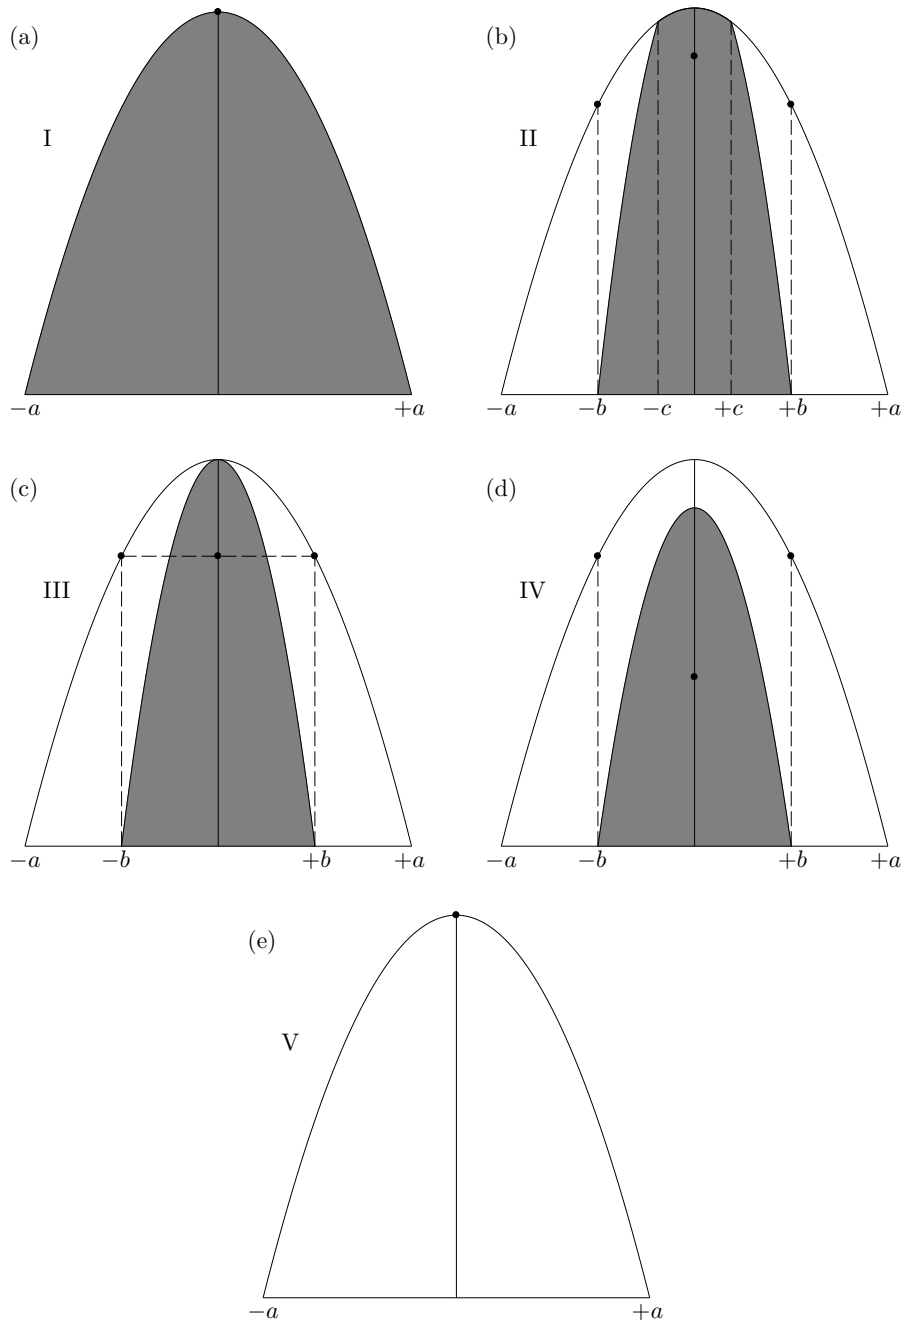 (a)
I
−a +a
(b)
II
−a −b −c +c +b +a
(c)
III
−a −b +b +a
(d)
IV
−a −b +b +a
(e)
V
−a +a